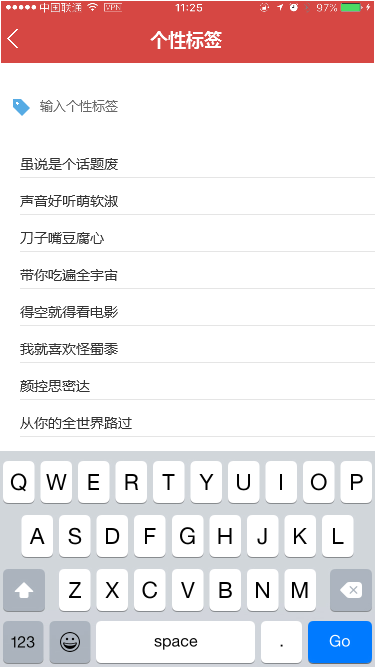 中国联通 VPN 11:25 97%
个性标签
输入个性标签
虽说是个话题废
声音好听萌软淑
刀子嘴豆腐心
带你吃遍全宇宙
得空就得看电影
我就喜欢怪蜀黍
颜控思密达
从你的全世界路过
Q W E R T Y U I O P
A S D F G H J K L
Z X C V B N M
123 space . Go